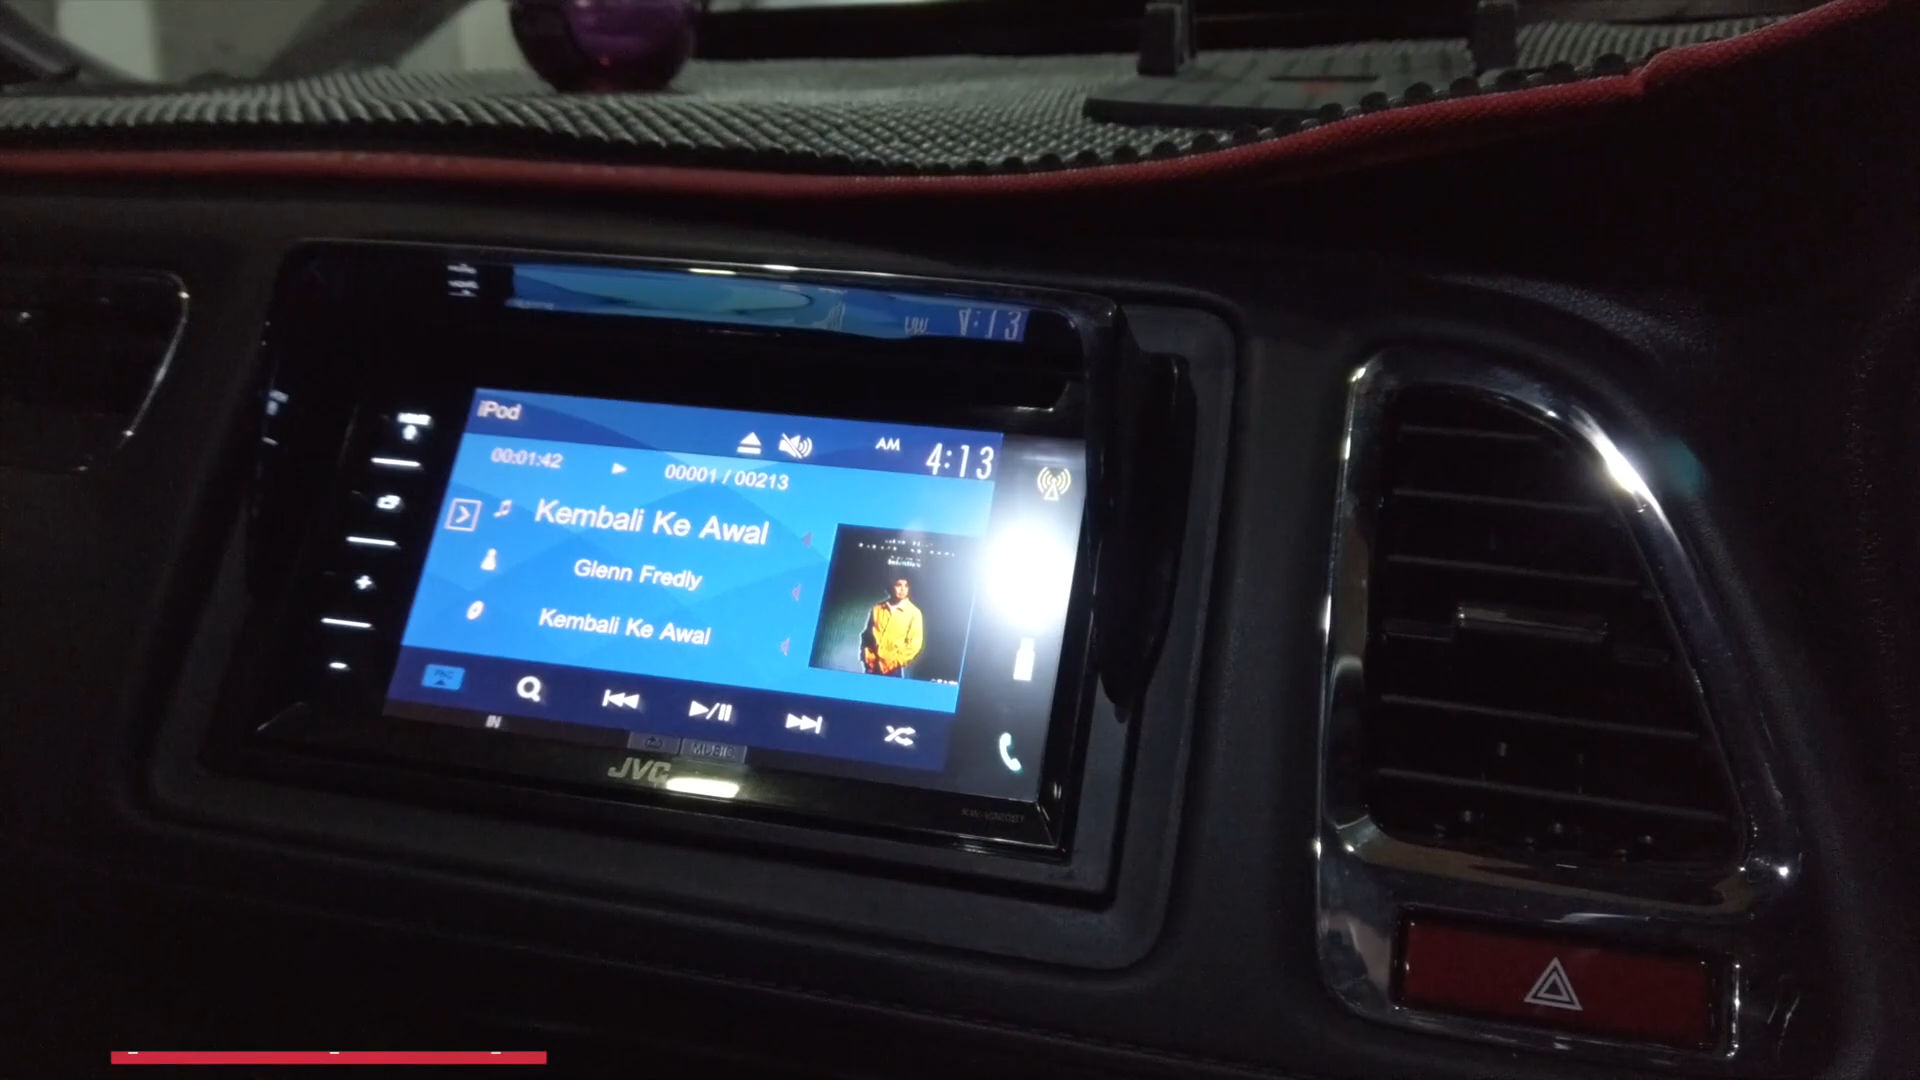 iPod
AM 4:13
00:01:42 00001 / 00213
Kembali Ke Awal
Glenn Fredly
Kembali Ke Awal
IN
MUSIC
JVC